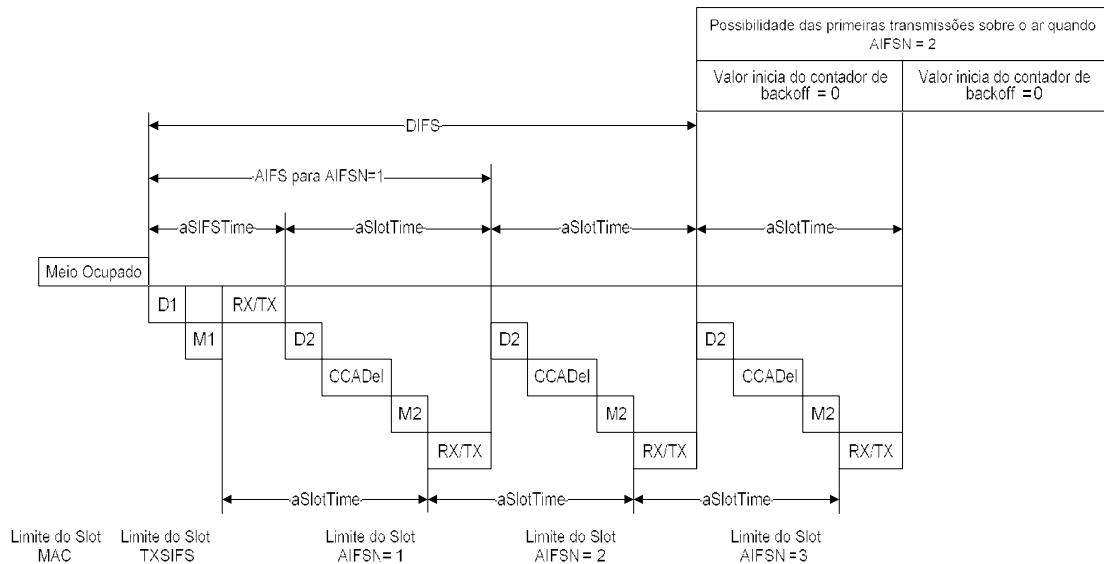 Possibilidade das primeiras transmissões sobre o ar quando
AIFSN = 2
Valor inicia do contador de
backoff = 0
Valor inicia do contador de
backoff = 0
DIFS
AIFS para AIFSN=1
aSIFSTime
aSlotTime
aSlotTime
aSlotTime
Meio Ocupado
D1
RX/TX
M1
D2
D2
D2
CCADel
CCADel
CCADel
M2
M2
M2
RX/TX
RX/TX
RX/TX
aSlotTime
aSlotTime
aSlotTime
Limite do Slot
MAC
Limite do Slot
TXSIFS
Limite do Slot
AIFSN= 1
Limite do Slot
AIFSN = 2
Limite do Slot
AIFSN =3